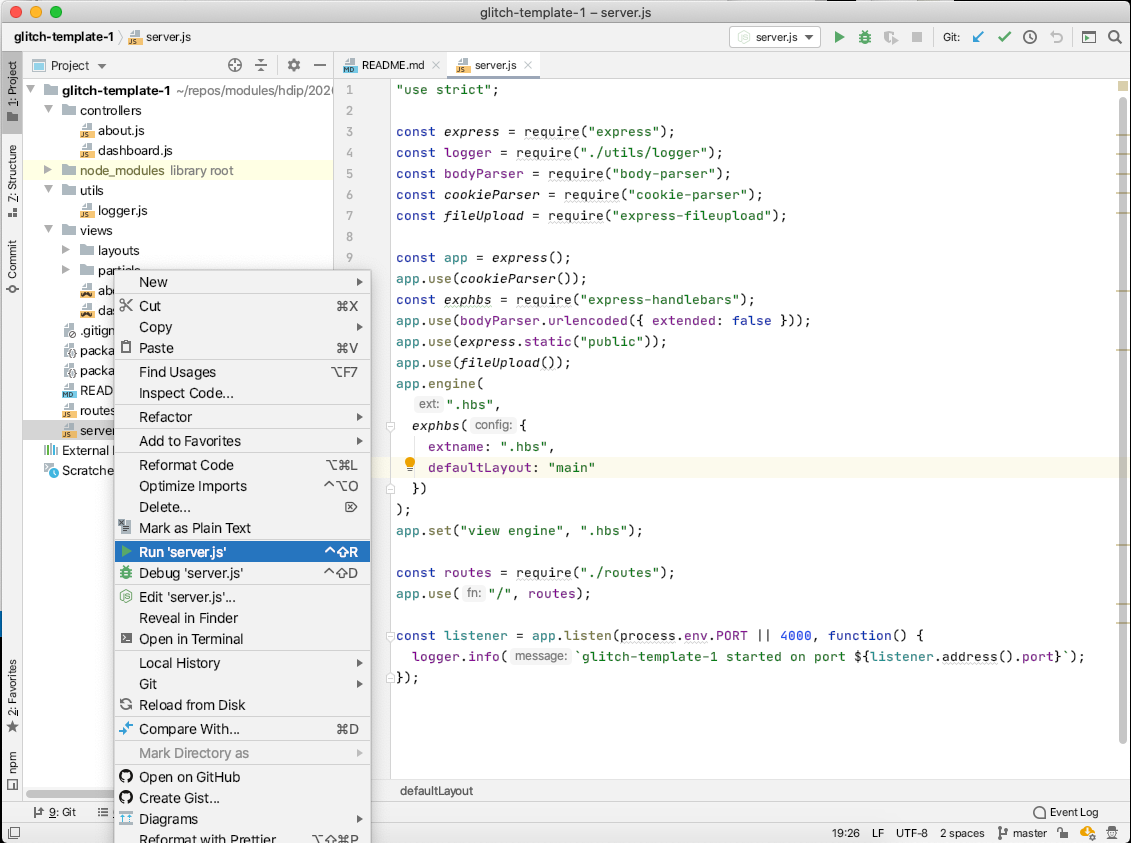 glitch-template-1 – server.js
glitch-template-1 server.js
server.js
Git:
Project
README.md
server.js
1: Project
Z: Structure
Commit
2: Favorites
npm
glitch-template-1 ~/repos/modules/hdip/2020
controllers
about.js
dashboard.js
node_modules library root
utils
logger.js
views
layouts
partials
abo
das
.gitign
packa
packa
READ
routes
server
External
Scratche
New
Cut ⌘X
Copy
Paste ⌘V
Find Usages ⌥F7
Inspect Code...
Refactor
Add to Favorites
Reformat Code ⌥⌘L
Optimize Imports ^⌥O
Delete... ⌦
Mark as Plain Text
Run 'server.js' ^⇧R
Debug 'server.js' ^⇧D
Edit 'server.js'...
Reveal in Finder
Open in Terminal
Local History
Git
Reload from Disk
Compare With... ⌘D
Mark Directory as
Open on GitHub
Create Gist...
Diagrams
Reformat with Prettier ⌥⇧⌘P
1 "use strict";
2
3 const express = require("express");
4 const logger = require("./utils/logger");
5 const bodyParser = require("body-parser");
6 const cookieParser = require("cookie-parser");
7 const fileUpload = require("express-fileupload");
8
9 const app = express();
app.use(cookieParser());
const exphbs = require("express-handlebars");
app.use(bodyParser.urlencoded({ extended: false }));
app.use(express.static("public"));
app.use(fileUpload());
app.engine(
ext: ".hbs",
exphbs( config: {
extname: ".hbs",
defaultLayout: "main"
})
);
app.set("view engine", ".hbs");
const routes = require("./routes");
app.use( fn: "/", routes);
const listener = app.listen(process.env.PORT || 4000, function() {
logger.info( message: `glitch-template-1 started on port ${listener.address().port}`);
});
defaultLayout
9: Git
Event Log
19:26 LF UTF-8 2 spaces master